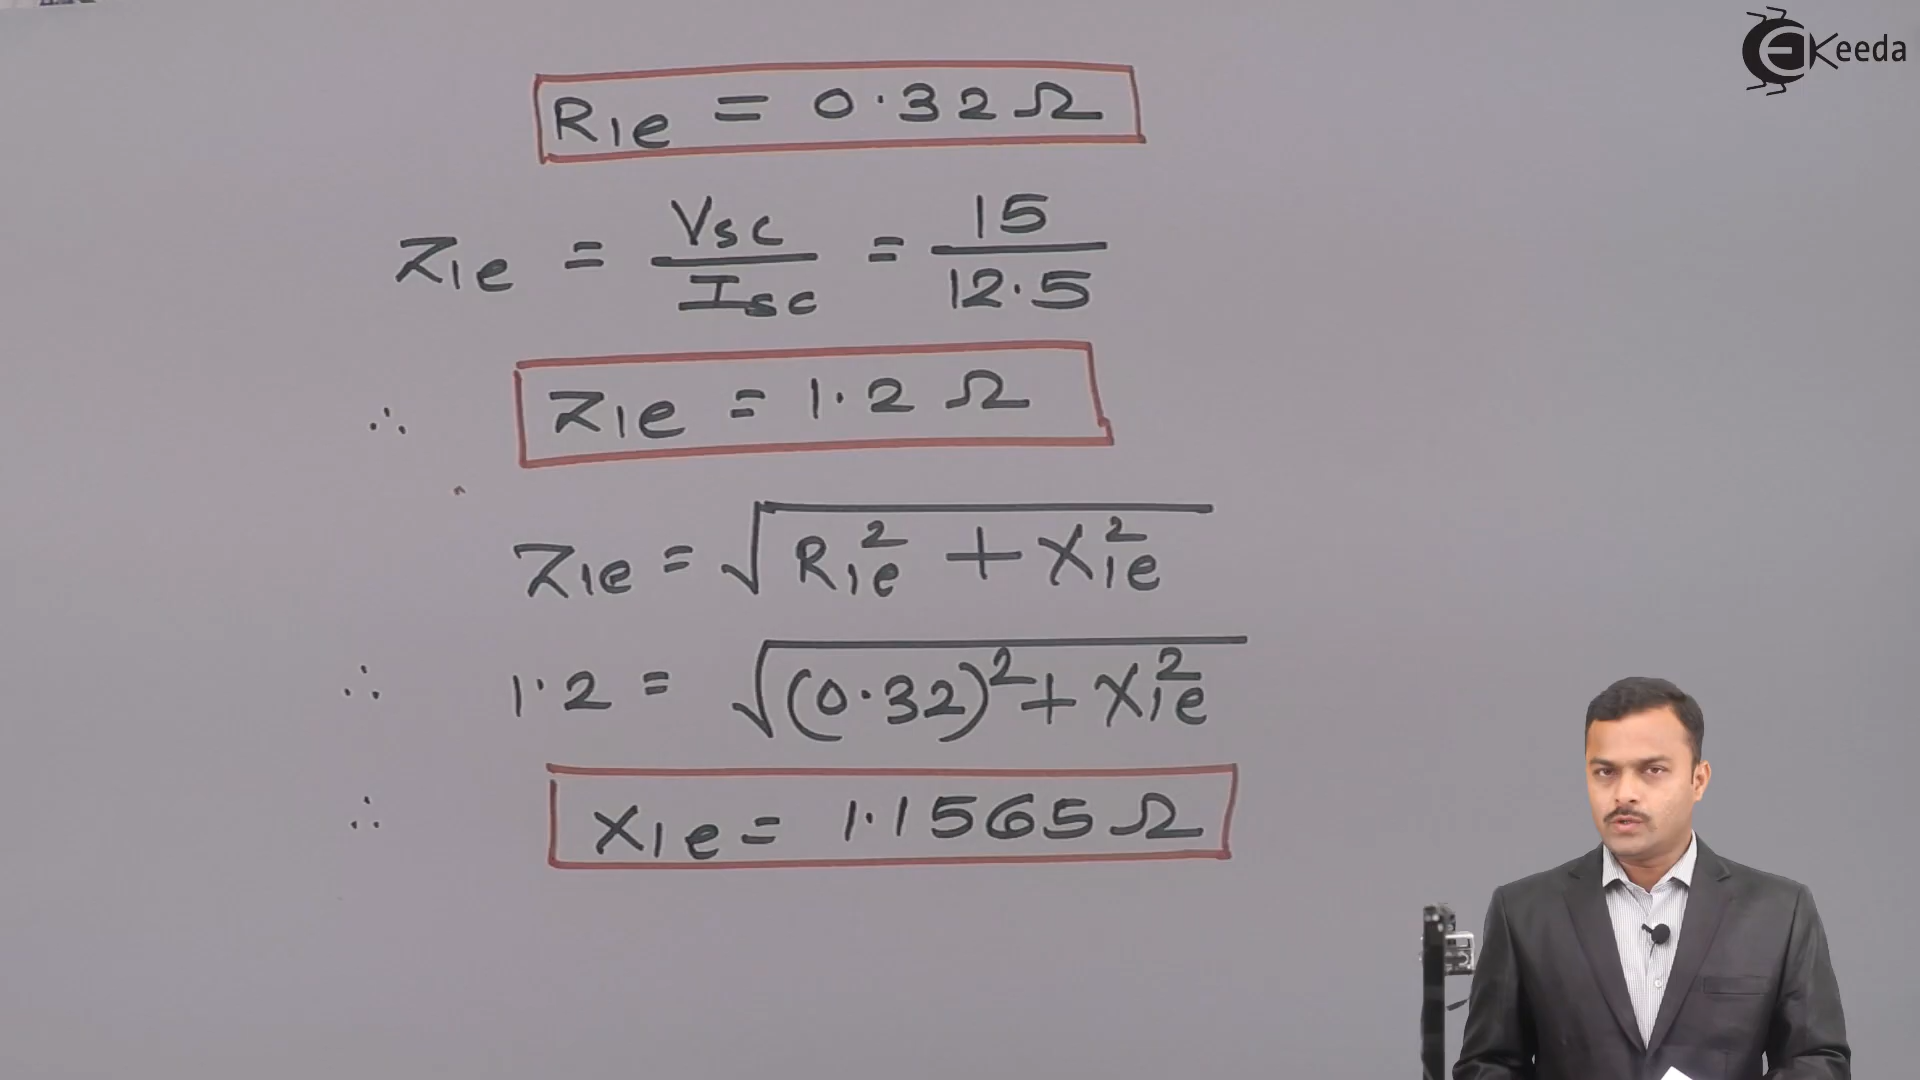 EKeeda
R1e = 0.32 Ω
Z1e = Vsc / Isc = 15 / 12.5
∴ Z1e = 1.2 Ω
Z1e = √(R1e² + X1e²)
∴ 1.2 = √((0.32)² + X1e²)
∴ X1e = 1.1565 Ω